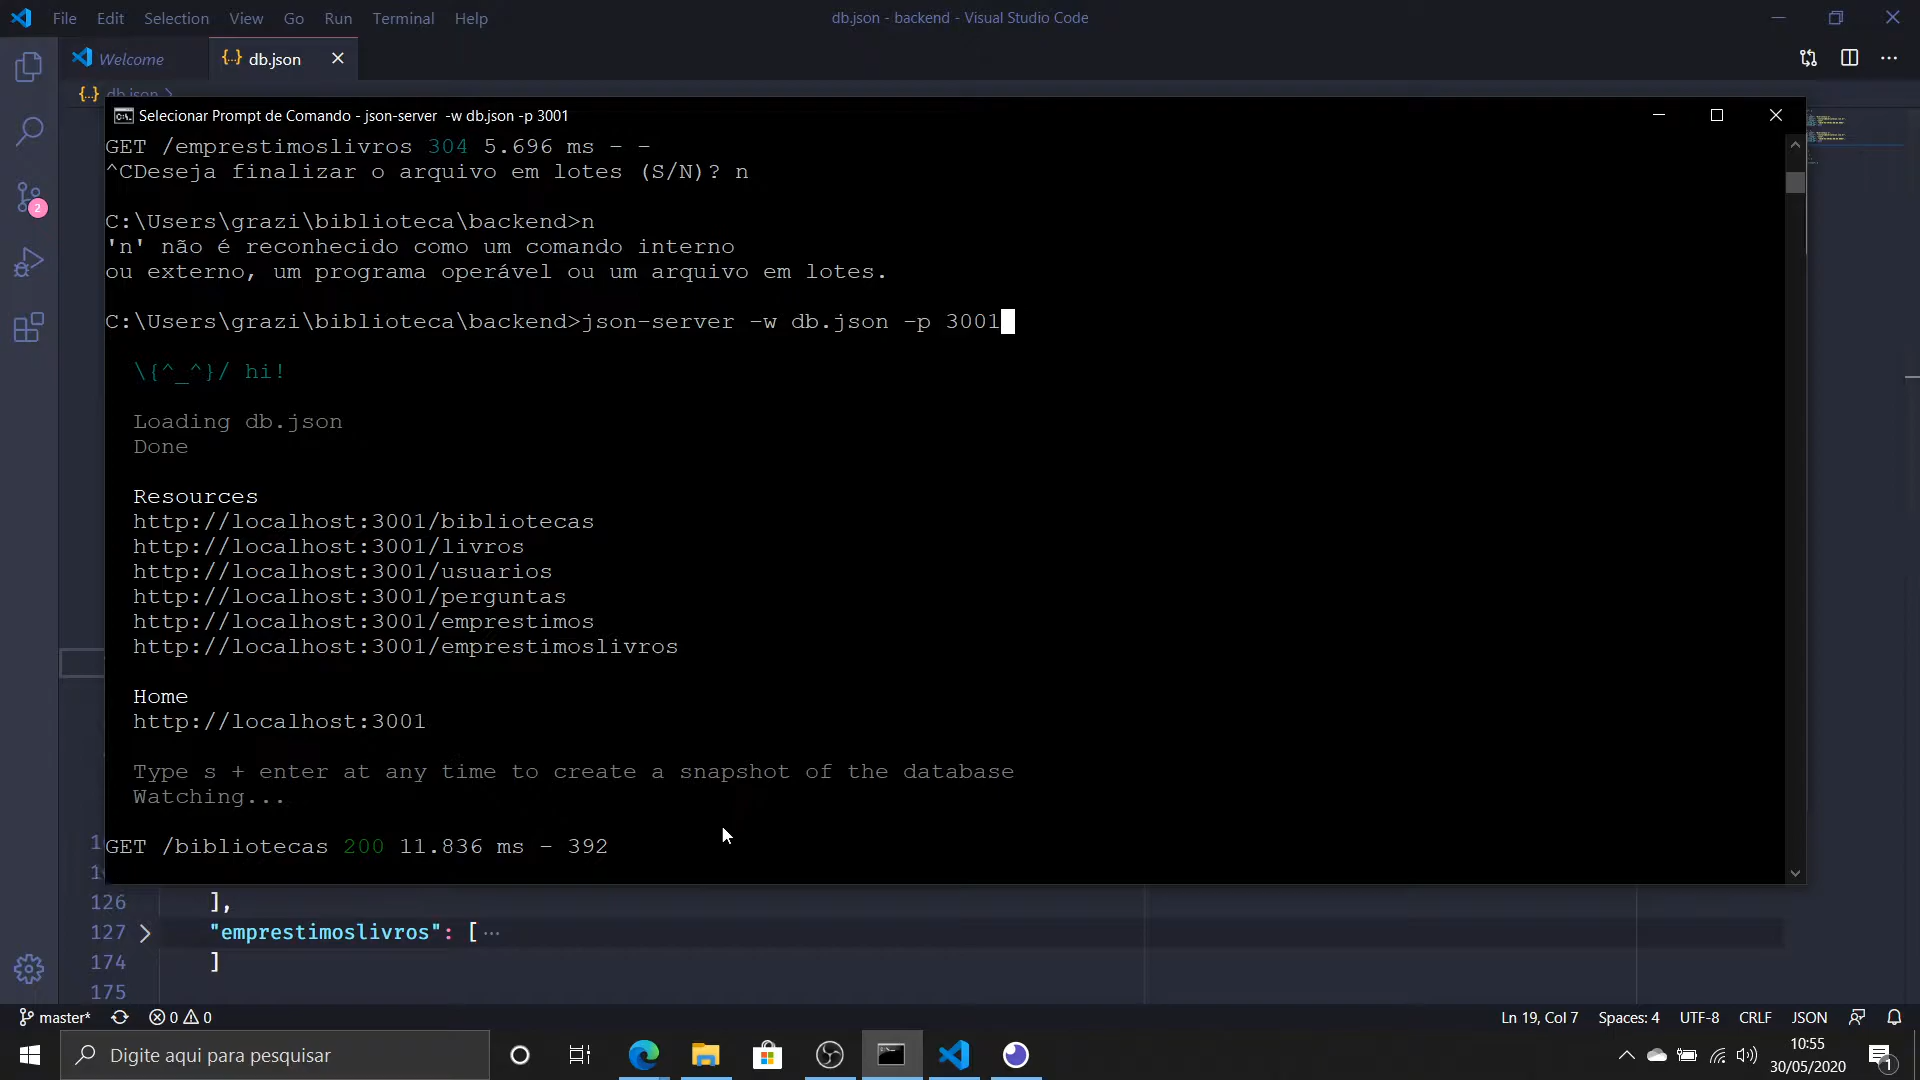 File Edit Selection View Go Run Terminal Help
db.json - backend - Visual Studio Code
Welcome
{..} db.json
{..} db.json >
Selecionar Prompt de Comando - json-server -w db.json -p 3001
GET /emprestimoslivros 304 5.696 ms - -
^CDeseja finalizar o arquivo em lotes (S/N)? n
C:\Users\grazi\biblioteca\backend>n
'n' não é reconhecido como um comando interno
ou externo, um programa operável ou um arquivo em lotes.
C:\Users\grazi\biblioteca\backend>json-server -w db.json -p 3001
\{^_^}/ hi!
Loading db.json
Done
Resources
http://localhost:3001/bibliotecas
http://localhost:3001/livros
http://localhost:3001/usuarios
http://localhost:3001/perguntas
http://localhost:3001/emprestimos
http://localhost:3001/emprestimoslivros
Home
http://localhost:3001
Type s + enter at any time to create a snapshot of the database
Watching...
GET /bibliotecas 200 11.836 ms - 392
126 ],
127 "emprestimoslivros": [ ...
174 ]
175
2
master* 0 0
Ln 19, Col 7 Spaces: 4 UTF-8 CRLF JSON
Digite aqui para pesquisar
10:55
30/05/2020
1